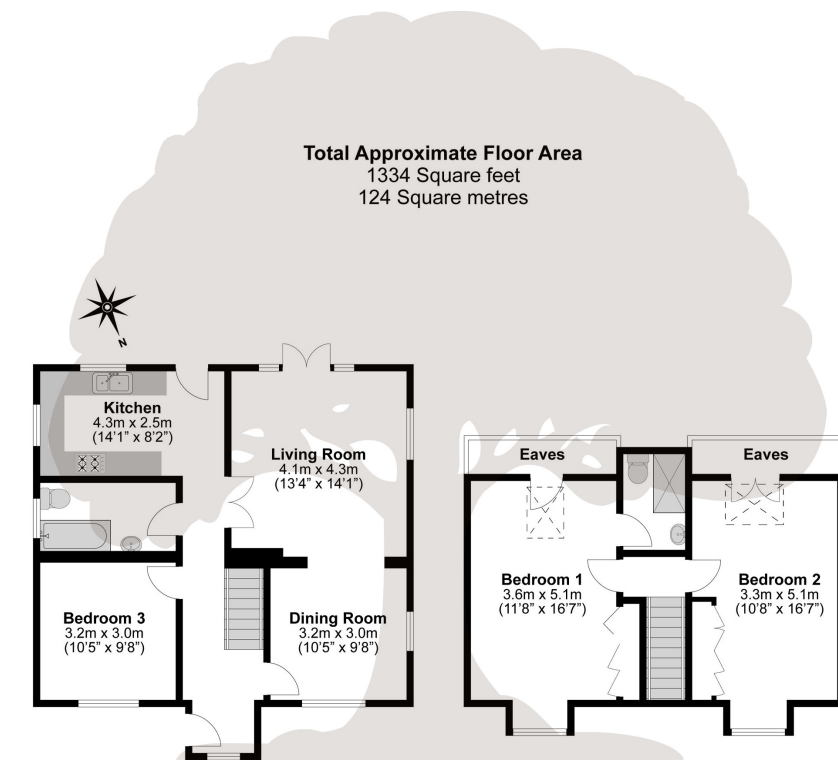 Total Approximate Floor Area
1334 Square feet
124 Square metres
N
Kitchen
4.3m x 2.5m
(14'1" x 8'2")
Living Room
4.1m x 4.3m
(13'4" x 14'1")
Bedroom 3
3.2m x 3.0m
(10'5" x 9'8")
Dining Room
3.2m x 3.0m
(10'5" x 9'8")
Eaves
Eaves
Bedroom 1
3.6m x 5.1m
(11'8" x 16'7")
Bedroom 2
3.3m x 5.1m
(10'8" x 16'7")